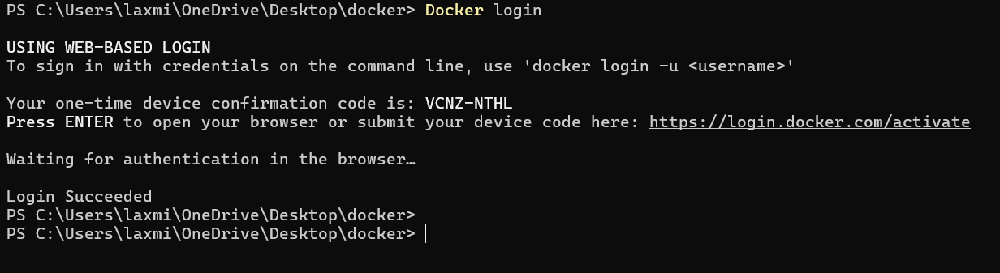 PS C:\Users\laxmi\OneDrive\Desktop\docker> Docker login
USING WEB-BASED LOGIN
To sign in with credentials on the command line, use 'docker login -u <username>'
Your one-time device confirmation code is: VCNZ-NTHL
Press ENTER to open your browser or submit your device code here: https://login.docker.com/activate
Waiting for authentication in the browser…
Login Succeeded
PS C:\Users\laxmi\OneDrive\Desktop\docker>
PS C:\Users\laxmi\OneDrive\Desktop\docker>